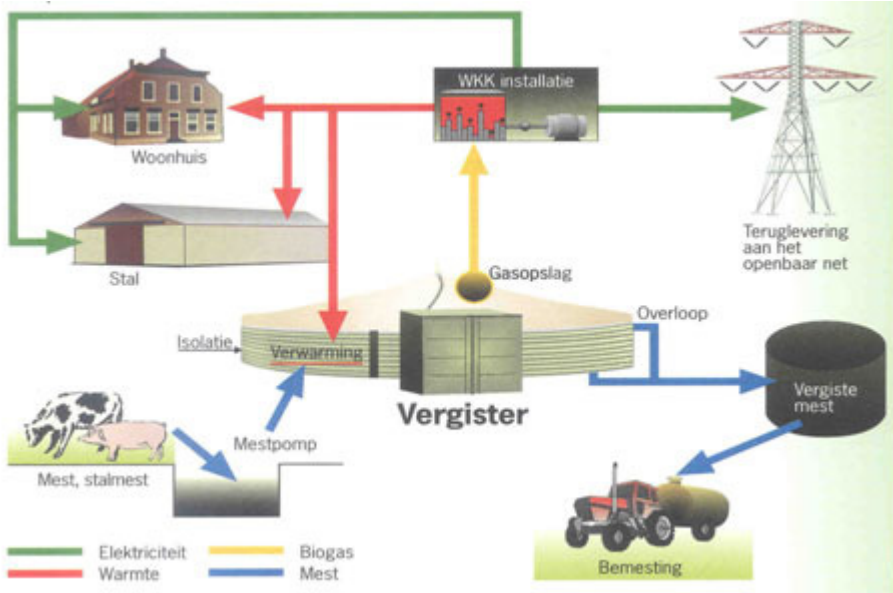 WKK installatie
Woonhuis
Teruglevering
aan het
openbaar net
Stal
Gasopslag
Overloop
Isolatie
Verwarming
Vergister
Vergiste
mest
Mestpomp
Mest, stalmest
Bemesting
Elektriciteit
Biogas
Warmte
Mest